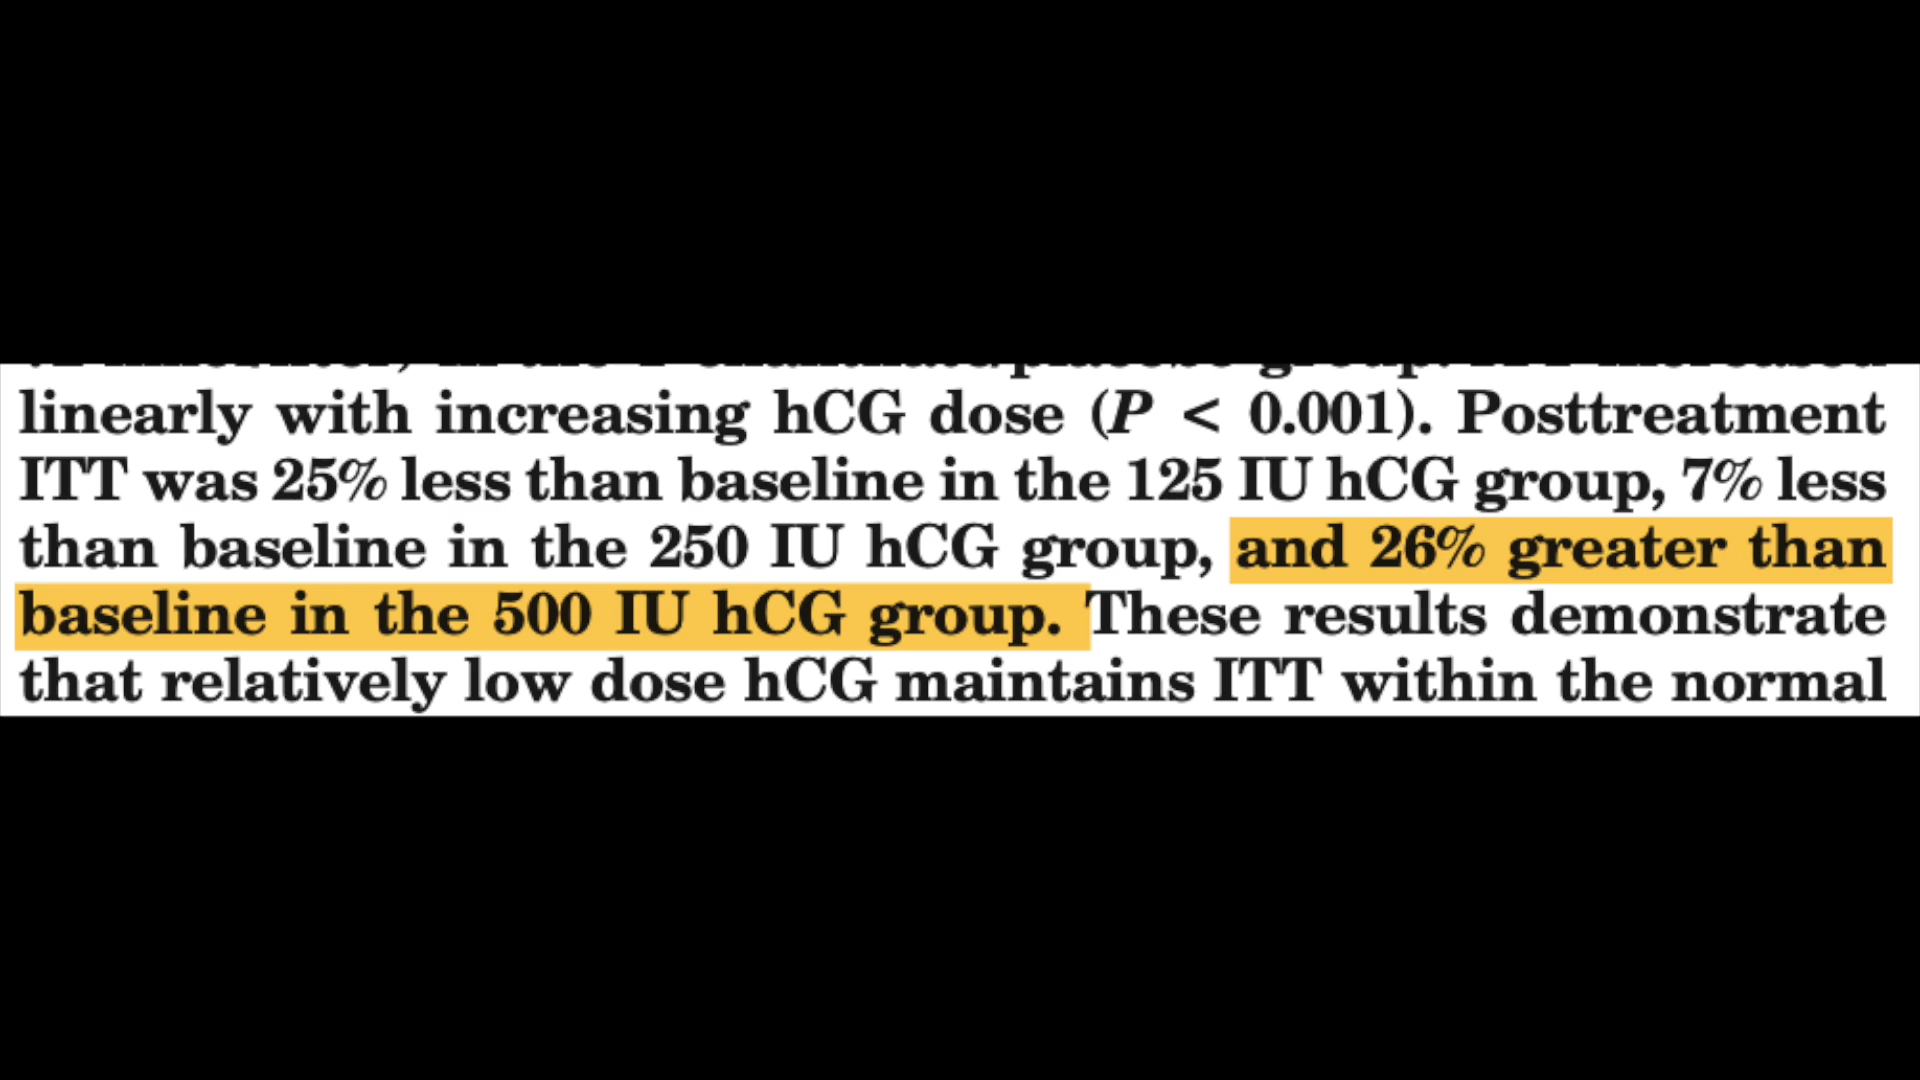 linearly with increasing hCG dose (P < 0.001). Posttreatment
ITT was 25% less than baseline in the 125 IU hCG group, 7% less
than baseline in the 250 IU hCG group, and 26% greater than
baseline in the 500 IU hCG group. These results demonstrate
that relatively low dose hCG maintains ITT within the normal